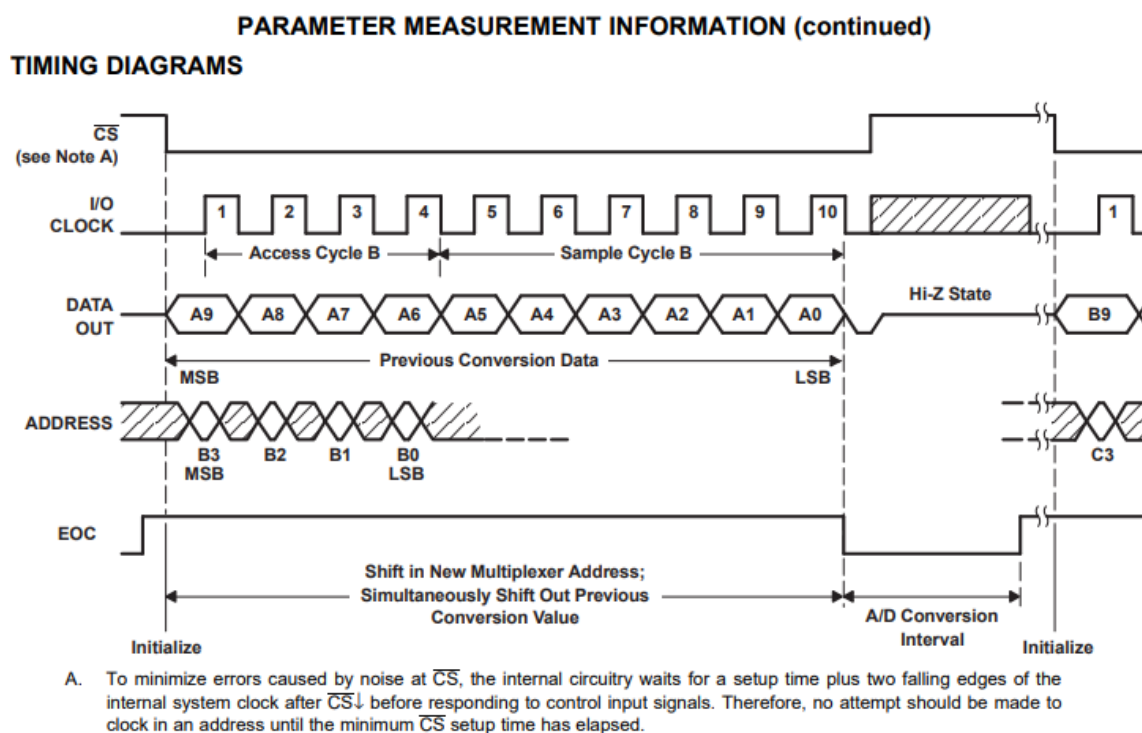 PARAMETER MEASUREMENT INFORMATION (continued)
TIMING DIAGRAMS
CS
(see Note A)
I/O
CLOCK
1 2 3 4 5 6 7 8 9 10 1
Access Cycle B Sample Cycle B
DATA
OUT
A9 A8 A7 A6 A5 A4 A3 A2 A1 A0 Hi-Z State B9
Previous Conversion Data
MSB LSB
ADDRESS
B3 B2 B1 B0 C3
MSB LSB
EOC
Shift in New Multiplexer Address;
Simultaneously Shift Out Previous
Conversion Value
A/D Conversion
Interval
Initialize Initialize
A. To minimize errors caused by noise at CS, the internal circuitry waits for a setup time plus two falling edges of the
internal system clock after CS↓ before responding to control input signals. Therefore, no attempt should be made to
clock in an address until the minimum CS setup time has elapsed.